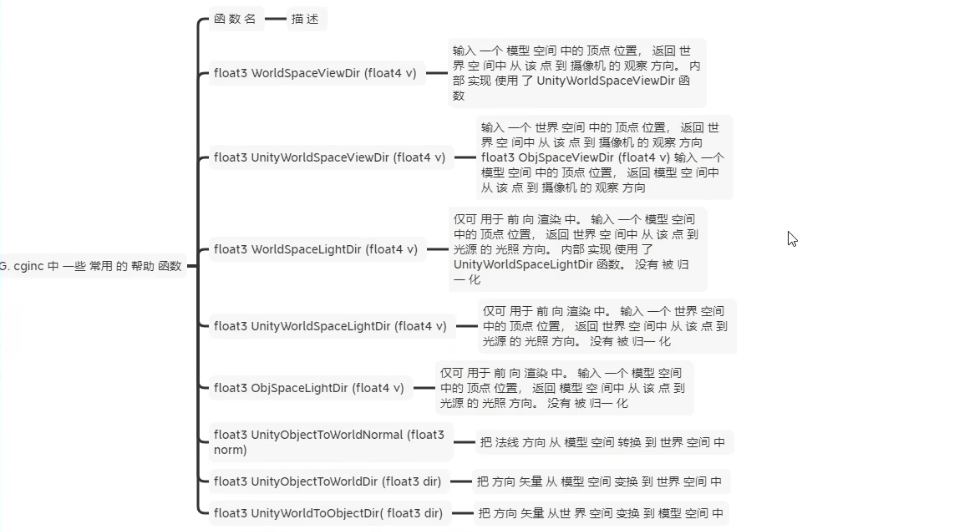 G. cginc 中 一些 常用 的 帮助 函数
函 数 名
描 述
float3 WorldSpaceViewDir (float4 v)
输入 一个 模型 空间 中的 顶点 位置， 返回 世
界 空 间中 从 该 点 到 摄像机 的 观察 方向。 内
部 实现 使用 了 UnityWorldSpaceViewDir 函
数
float3 UnityWorldSpaceViewDir (float4 v)
输入 一个 世界 空间 中的 顶点 位置， 返回 世
界 空 间中 从 该 点 到 摄像机 的 观察 方向
float3 ObjSpaceViewDir (float4 v) 输入 一个
模型 空间 中的 顶点 位置， 返回 模型 空 间中
从 该 点 到 摄像机 的 观察 方向
float3 WorldSpaceLightDir (float4 v)
仅可 用于 前 向 渲染 中。 输入 一个 模型 空间
中的 顶点 位置， 返回 世界 空 间中 从 该 点 到
光源 的 光照 方向。 内部 实现 使用 了
UnityWorldSpaceLightDir 函数。 没有 被 归
一 化
float3 UnityWorldSpaceLightDir (float4 v)
仅可 用于 前 向 渲染 中。 输入 一个 世界 空间
中的 顶点 位置， 返回 世界 空 间中 从 该 点 到
光源 的 光照 方向。 没有 被 归一 化
float3 ObjSpaceLightDir (float4 v)
仅可 用于 前 向 渲染 中。 输入 一个 模型 空间
中的 顶点 位置， 返回 模型 空 间中 从 该 点 到
光源 的 光照 方向。 没有 被 归一 化
float3 UnityObjectToWorldNormal (float3
norm)
把 法线 方向 从 模型 空间 转换 到 世界 空间 中
float3 UnityObjectToWorldDir (float3 dir)
把 方向 矢量 从 模型 空间 变换 到 世界 空间 中
float3 UnityWorldToObjectDir( float3 dir)
把 方向 矢量 从世 界 空间 变换 到 模型 空间 中